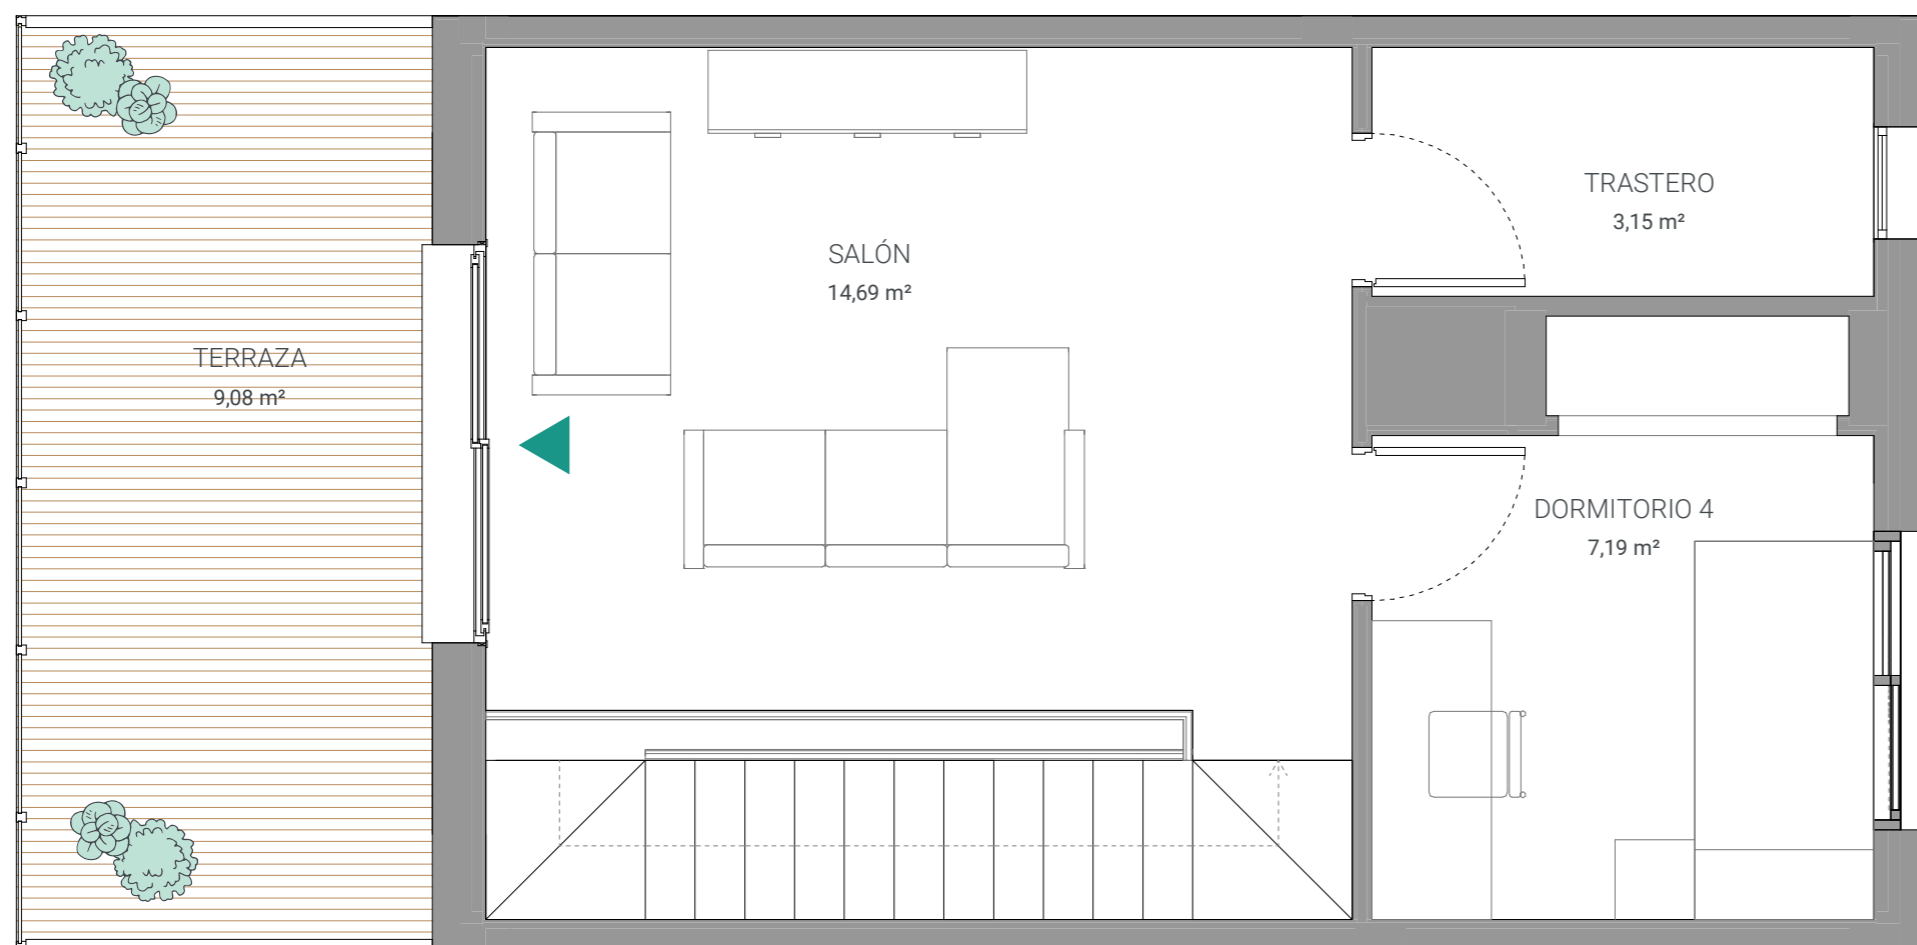 TERRAZA
9,08 m²
SALÓN
14,69 m²
TRASTERO
3,15 m²
DORMITORIO 4
7,19 m²